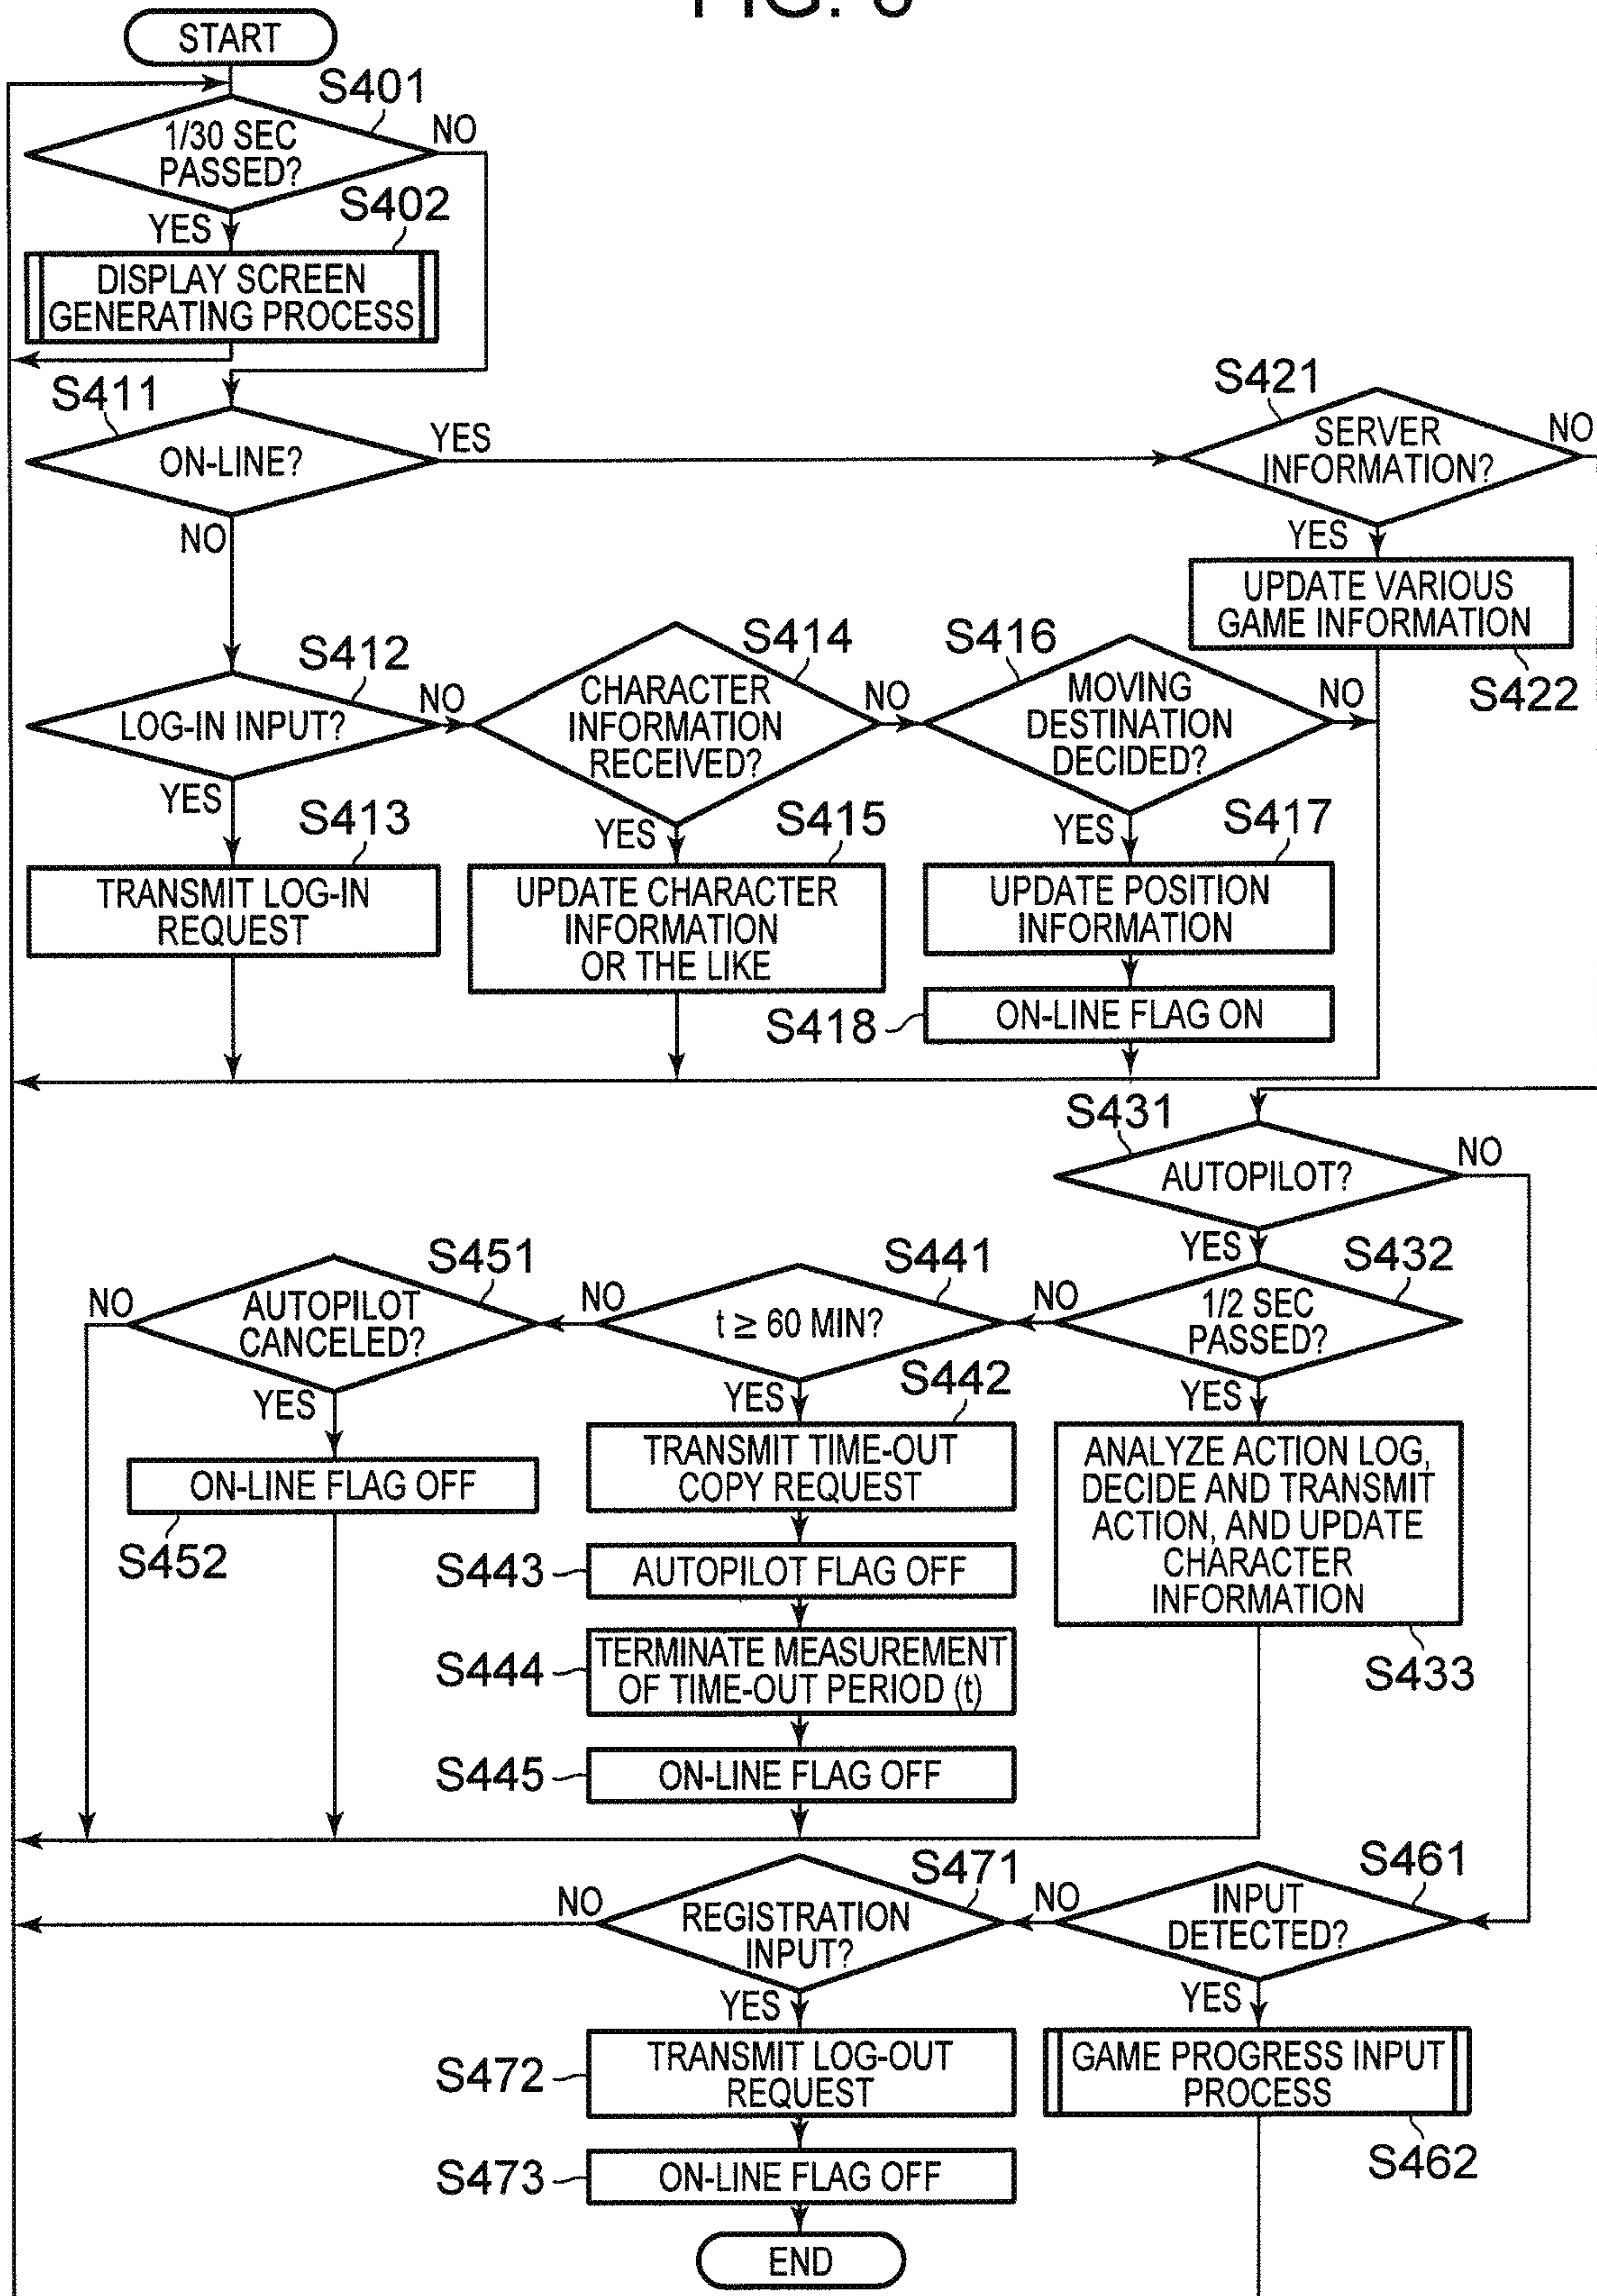 START
S401
1/30 SEC
PASSED?
NO
YES
S402
DISPLAY SCREEN
GENERATING PROCESS
S411
ON-LINE?
YES
NO
S421
SERVER
INFORMATION?
NO
YES
UPDATE VARIOUS
GAME INFORMATION
S422
S412
LOG-IN INPUT?
NO
YES
S413
TRANSMIT LOG-IN
REQUEST
S414
CHARACTER
INFORMATION
RECEIVED?
NO
YES
S415
UPDATE CHARACTER
INFORMATION
OR THE LIKE
S416
MOVING
DESTINATION
DECIDED?
NO
YES
S417
UPDATE POSITION
INFORMATION
S418
ON-LINE FLAG ON
S431
AUTOPILOT?
NO
YES
S432
1/2 SEC
PASSED?
NO
YES
ANALYZE ACTION LOG,
DECIDE AND TRANSMIT
ACTION, AND UPDATE
CHARACTER
INFORMATION
S433
S441
t ≥ 60 MIN?
NO
YES
S442
TRANSMIT TIME-OUT
COPY REQUEST
S443
AUTOPILOT FLAG OFF
S444
TERMINATE MEASUREMENT
OF TIME-OUT PERIOD (t)
S445
ON-LINE FLAG OFF
S451
AUTOPILOT
CANCELED?
NO
YES
ON-LINE FLAG OFF
S452
S461
INPUT
DETECTED?
NO
YES
GAME PROGRESS INPUT
PROCESS
S462
S471
REGISTRATION
INPUT?
NO
YES
S472
TRANSMIT LOG-OUT
REQUEST
S473
ON-LINE FLAG OFF
END